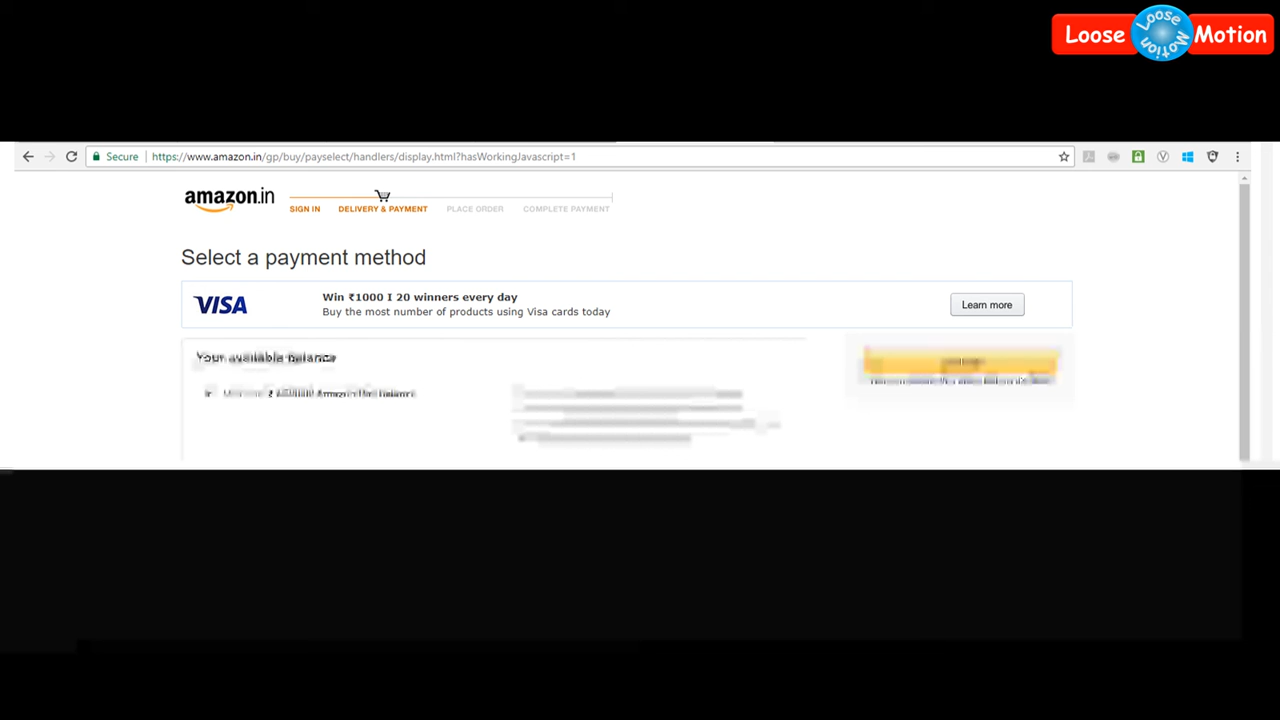 Loose Loose Motion Motion
Secure https://www.amazon.in/gp/buy/payselect/handlers/display.html?hasWorkingJavascript=1
amazon.in
SIGN IN DELIVERY & PAYMENT PLACE ORDER COMPLETE PAYMENT
Select a payment method
VISA
Win ₹1000 I 20 winners every day
Buy the most number of products using Visa cards today
Learn more
Your available balance